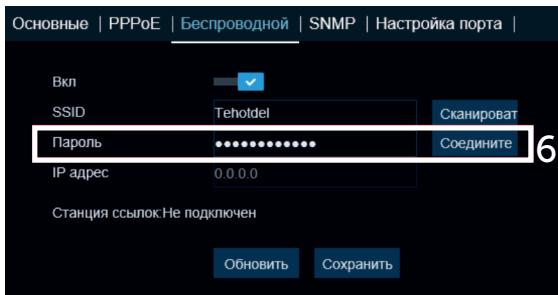 Основные | PPPoE | Беспроводной | SNMP | Настройка порта |
Вкл
SSID Tehotdel Сканироват
Пароль •••••••••••• Соедините 6
IP адрес 0.0.0.0
Станция ссылок:Не подключен
Обновить Сохранить